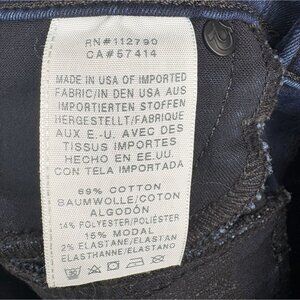 RN#112790
CA#57414
MADE IN USA OF IMPORTED
FABRIC/IN DEN USA AUS
IMPORTIERTEN STOFFEN
HERGESTELLT/FABRIQUE
AUX E.-U. AVEC DES
TISSUS IMPORTES
HECHO EN EE.UU.
CON TELA IMPORTADA
69% COTTON
BAUMWOLLE/COTON
ALGODÓN
14% POLYESTER/POLIÉSTER
15% MODAL
2% ELASTANE/ELASTAN
ELASTHANNE/ELASTANO